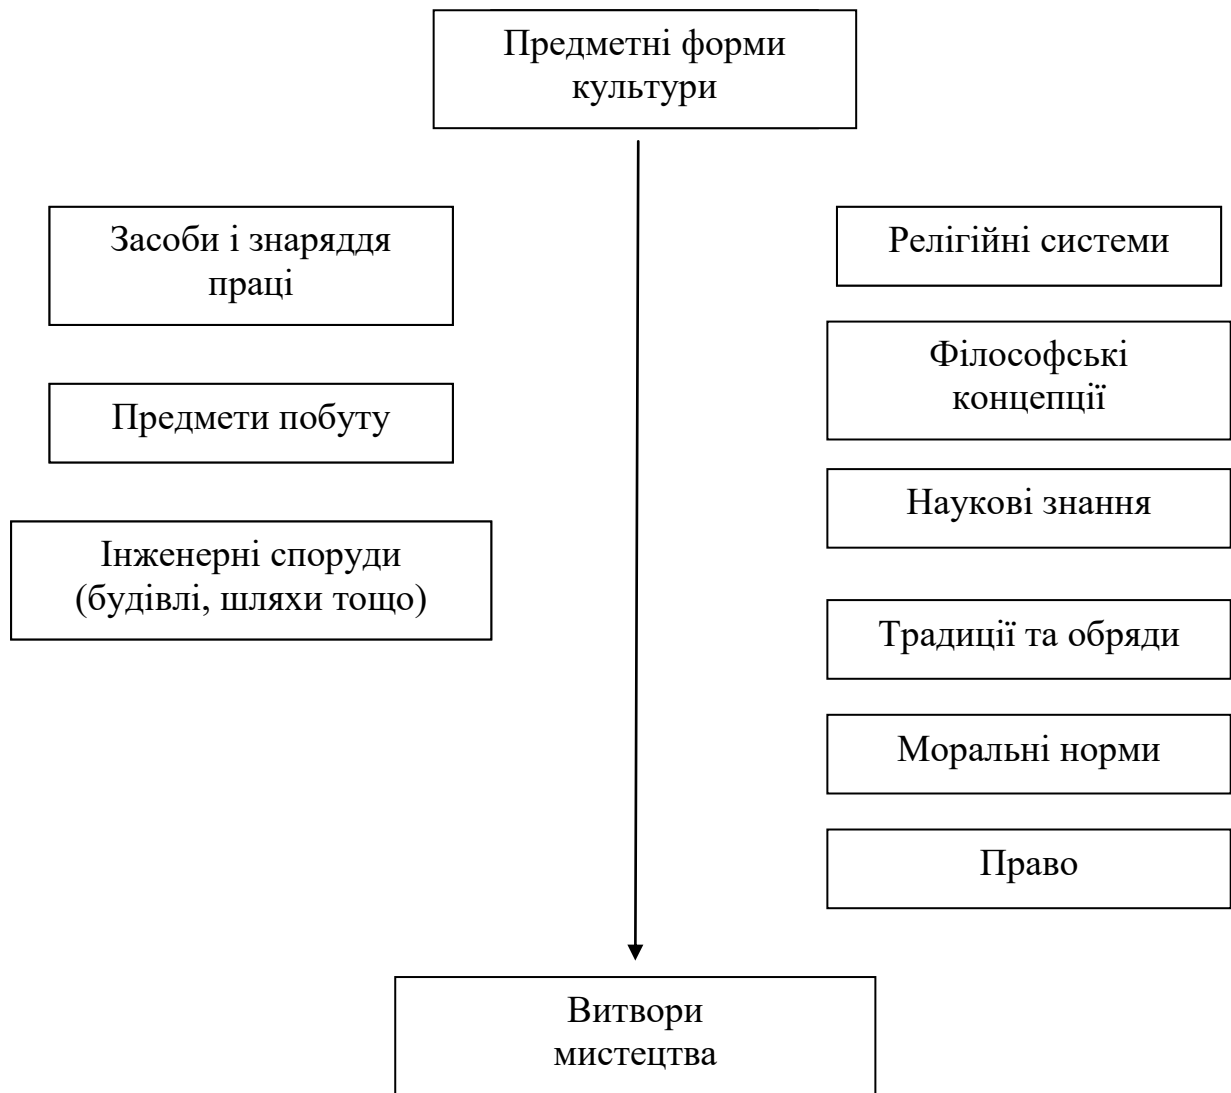 Предметні форми
культури
Засоби і знаряддя
праці
Предмети побуту
Інженерні споруди
(будівлі, шляхи тощо)
Релігійні системи
Філософські
концепції
Наукові знання
Традиції та обряди
Моральні норми
Право
Витвори
мистецтва